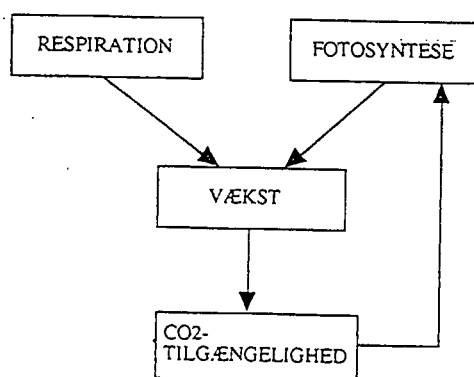 RESPIRATION
FOTOSYNTESE
VÆKST
CO2-
TILGÆNGELIGHED